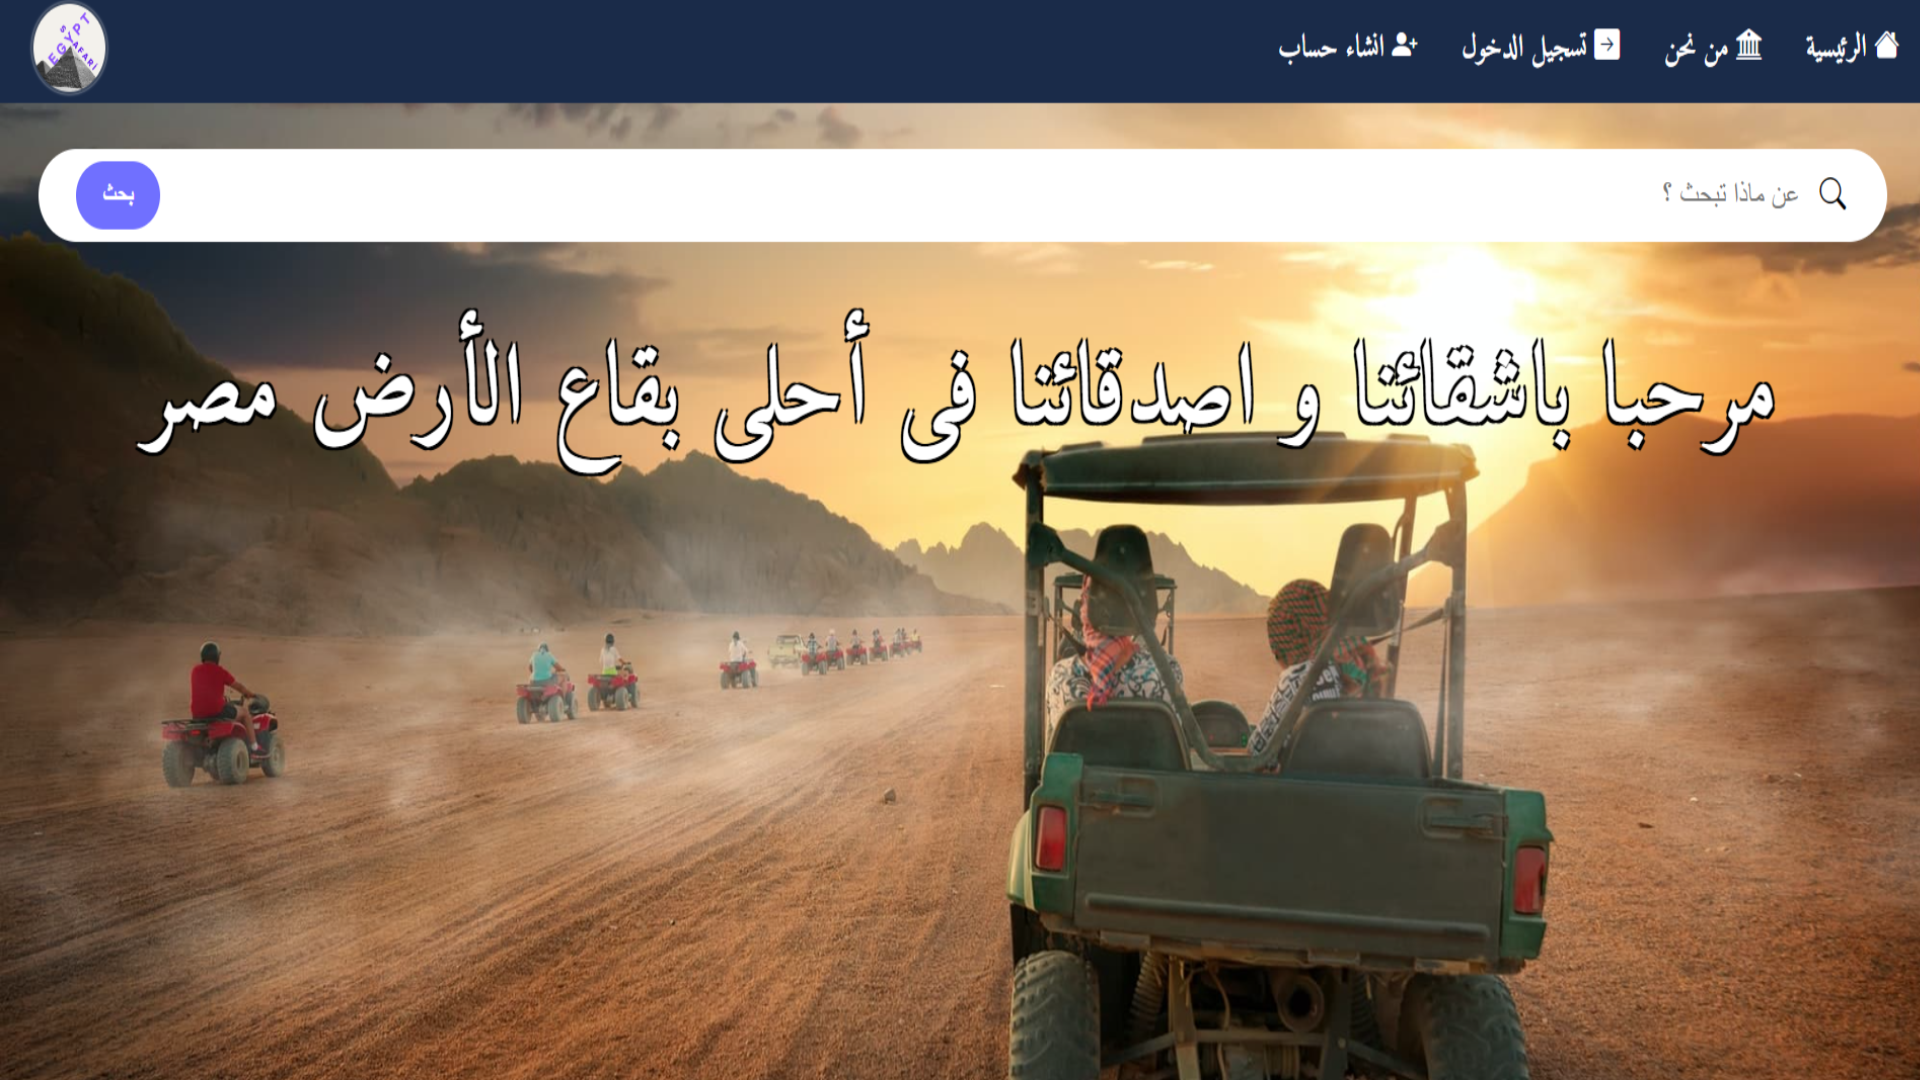 الرئيسية
من نحن
تسجيل الدخول
انشاء حساب
EGYPT
SAFARI
عن ماذا تبحث ؟
بحث
مرحبا باشقائنا و اصدقائنا فى أحلى بقاع الأرض مصر